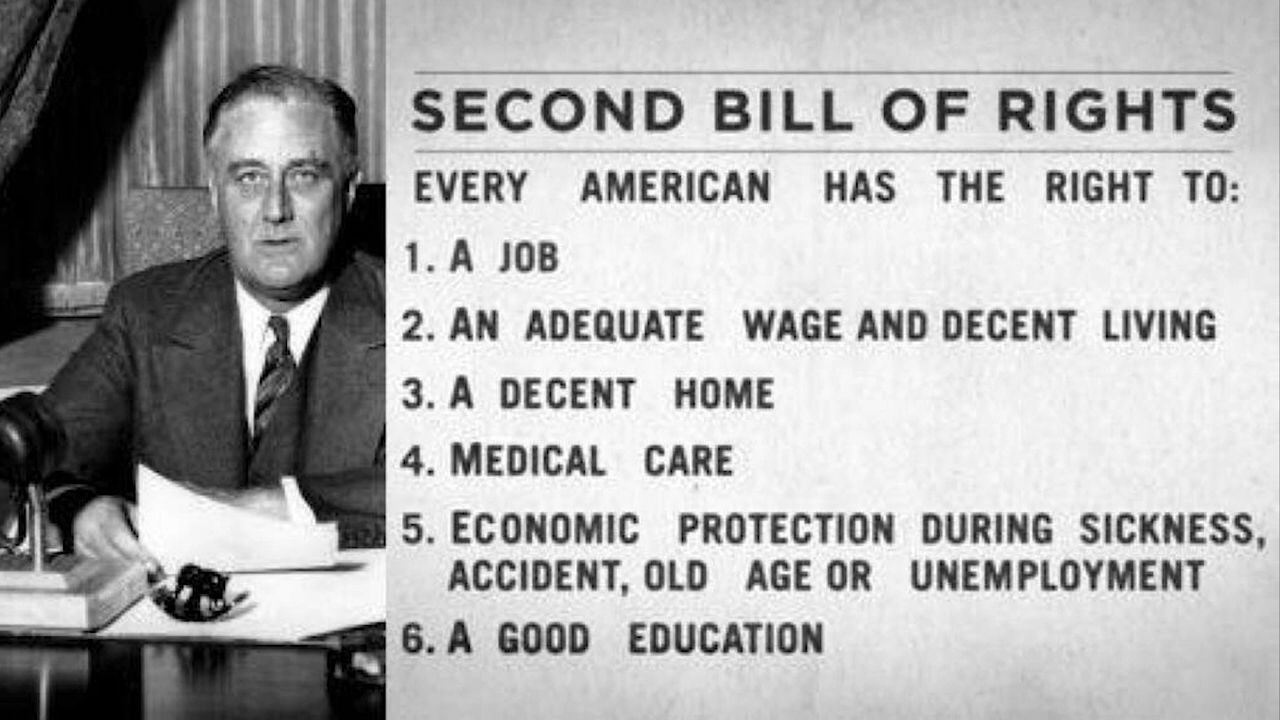 SECOND BILL OF RIGHTS
EVERY AMERICAN HAS THE RIGHT TO:
1. A JOB
2. AN ADEQUATE WAGE AND DECENT LIVING
3. A DECENT HOME
4. MEDICAL CARE
5. ECONOMIC PROTECTION DURING SICKNESS,
ACCIDENT, OLD AGE OR UNEMPLOYMENT
6. A GOOD EDUCATION